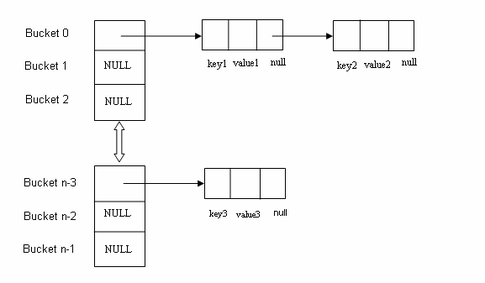 Bucket 0
key1 value1 null
key2 value2 null
Bucket 1 NULL
Bucket 2 NULL
Bucket n-3
key3 value3 null
Bucket n-2 NULL
Bucket n-1 NULL